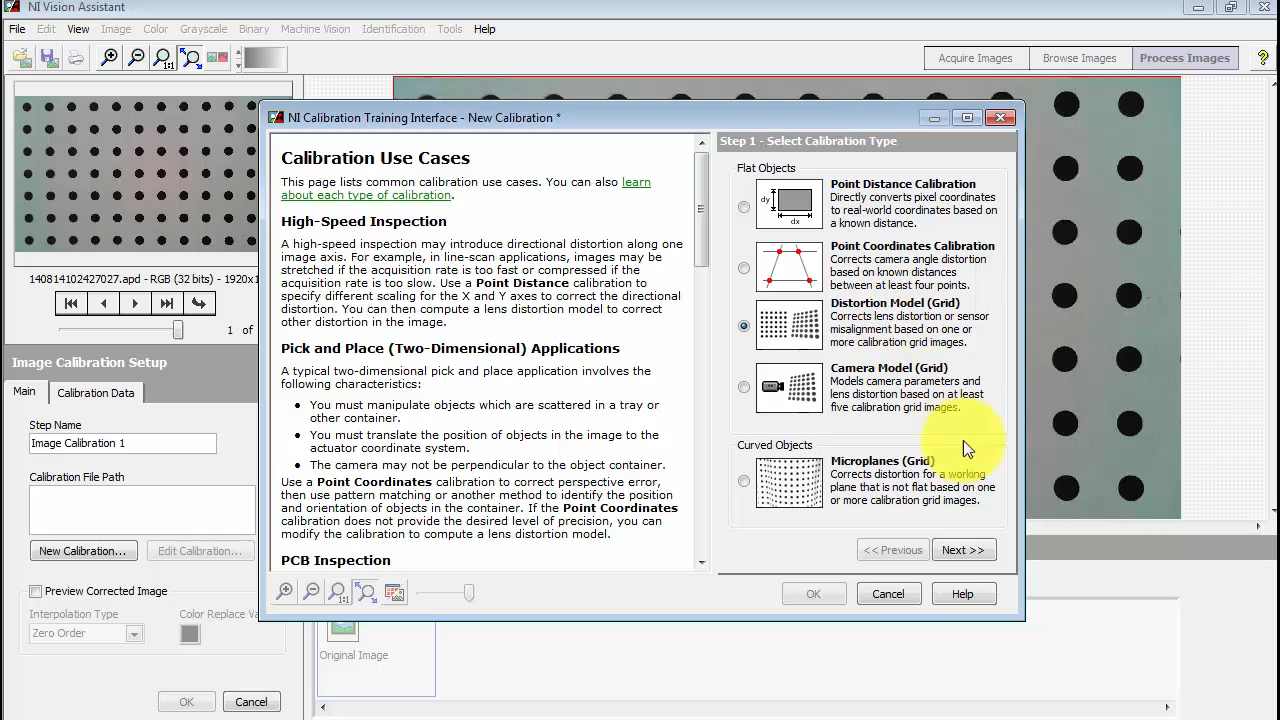 NI Vision Assistant
File Edit View Image Color Grayscale Binary Machine Vision Identification Tools Help
1:1
Acquire Images Browse Images Process Images ?
140814102427027.apd - RGB (32 bits) - 1920x1
1 of
Image Calibration Setup
Main Calibration Data
Step Name
Image Calibration 1
Calibration File Path
New Calibration... Edit Calibration...
Preview Corrected Image
Interpolation Type Color Replace Va
Zero Order
OK Cancel
NI Calibration Training Interface - New Calibration *
Calibration Use Cases
This page lists common calibration use cases. You can also learn
about each type of calibration.
High-Speed Inspection
A high-speed inspection may introduce directional distortion along one
image axis. For example, in line-scan applications, images may be
stretched if the acquisition rate is too fast or compressed if the
acquisition rate is too slow. Use a Point Distance calibration to
specify different scaling for the X and Y axes to correct the directional
distortion. You can then compute a lens distortion model to correct
other distortion in the image.
Pick and Place (Two-Dimensional) Applications
A typical two-dimensional pick and place application involves the
following characteristics:
• You must manipulate objects which are scattered in a tray or
other container.
• You must translate the position of objects in the image to the
actuator coordinate system.
• The camera may not be perpendicular to the object container.
Use a Point Coordinates calibration to correct perspective error,
then use pattern matching or another method to identify the position
and orientation of objects in the container. If the Point Coordinates
calibration does not provide the desired level of precision, you can
modify the calibration to compute a lens distortion model.
PCB Inspection
1:1
Step 1 - Select Calibration Type
Flat Objects
dy
dx
Point Distance Calibration
Directly converts pixel coordinates
to real-world coordinates based on
a known distance.
Point Coordinates Calibration
Corrects camera angle distortion
based on known distances
between at least four points.
Distortion Model (Grid)
Corrects lens distortion or sensor
misalignment based on one or
more calibration grid images.
Camera Model (Grid)
Models camera parameters and
lens distortion based on at least
five calibration grid images.
Curved Objects
Microplanes (Grid)
Corrects distortion for a working
plane that is not flat based on one
or more calibration grid images.
<< Previous Next >>
OK Cancel Help
Original Image